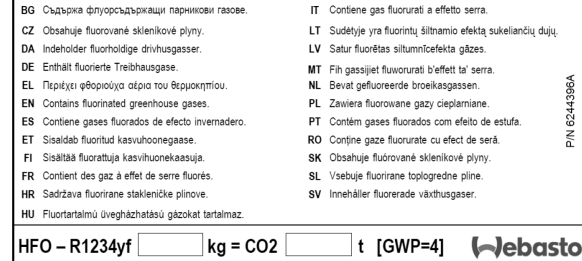 BG Съдържа флуорсъдържащи парникови газове.
CZ Obsahuje fluorované skleníkové plyny.
DA Indeholder fluorholdige drivhusgasser.
DE Enthält fluorierte Treibhausgase.
EL Περιέχει φθοριούχα αέρια του θερμοκηπίου.
EN Contains fluorinated greenhouse gases.
ES Contiene gases fluorados de efecto invernadero.
ET Sisaldab fluoritud kasvuhoonegaase.
FI Sisältää fluorattuja kasvihuonekaasuja.
FR Contient des gaz à effet de serre fluorés.
HR Sadržava fluorirane stakleničke plinove.
HU Fluortartalmú üvegházhatású gázokat tartalmaz.
IT Contiene gas fluorurati a effetto serra.
LT Sudėtyje yra fluorintų šiltnamio efektą sukeliančių dujų.
LV Satur fluorētas siltumnīcefekta gāzes.
MT Fih gassijiet fluworurati b'effett ta' serra.
NL Bevat gefluoreerde broeikasgassen.
PL Zawiera fluorowane gazy cieplarniane.
PT Contém gases fluorados com efeito de estufa.
RO Conține gaze fluorurate cu efect de seră.
SK Obsahuje fluórované skleníkové plyny.
SL Vsebuje fluorirane toplogredne pline.
SV Innehåller fluorerade växthusgaser.
P/N 6244396A
HFO – R1234yf kg = CO2 t [GWP=4] Webasto